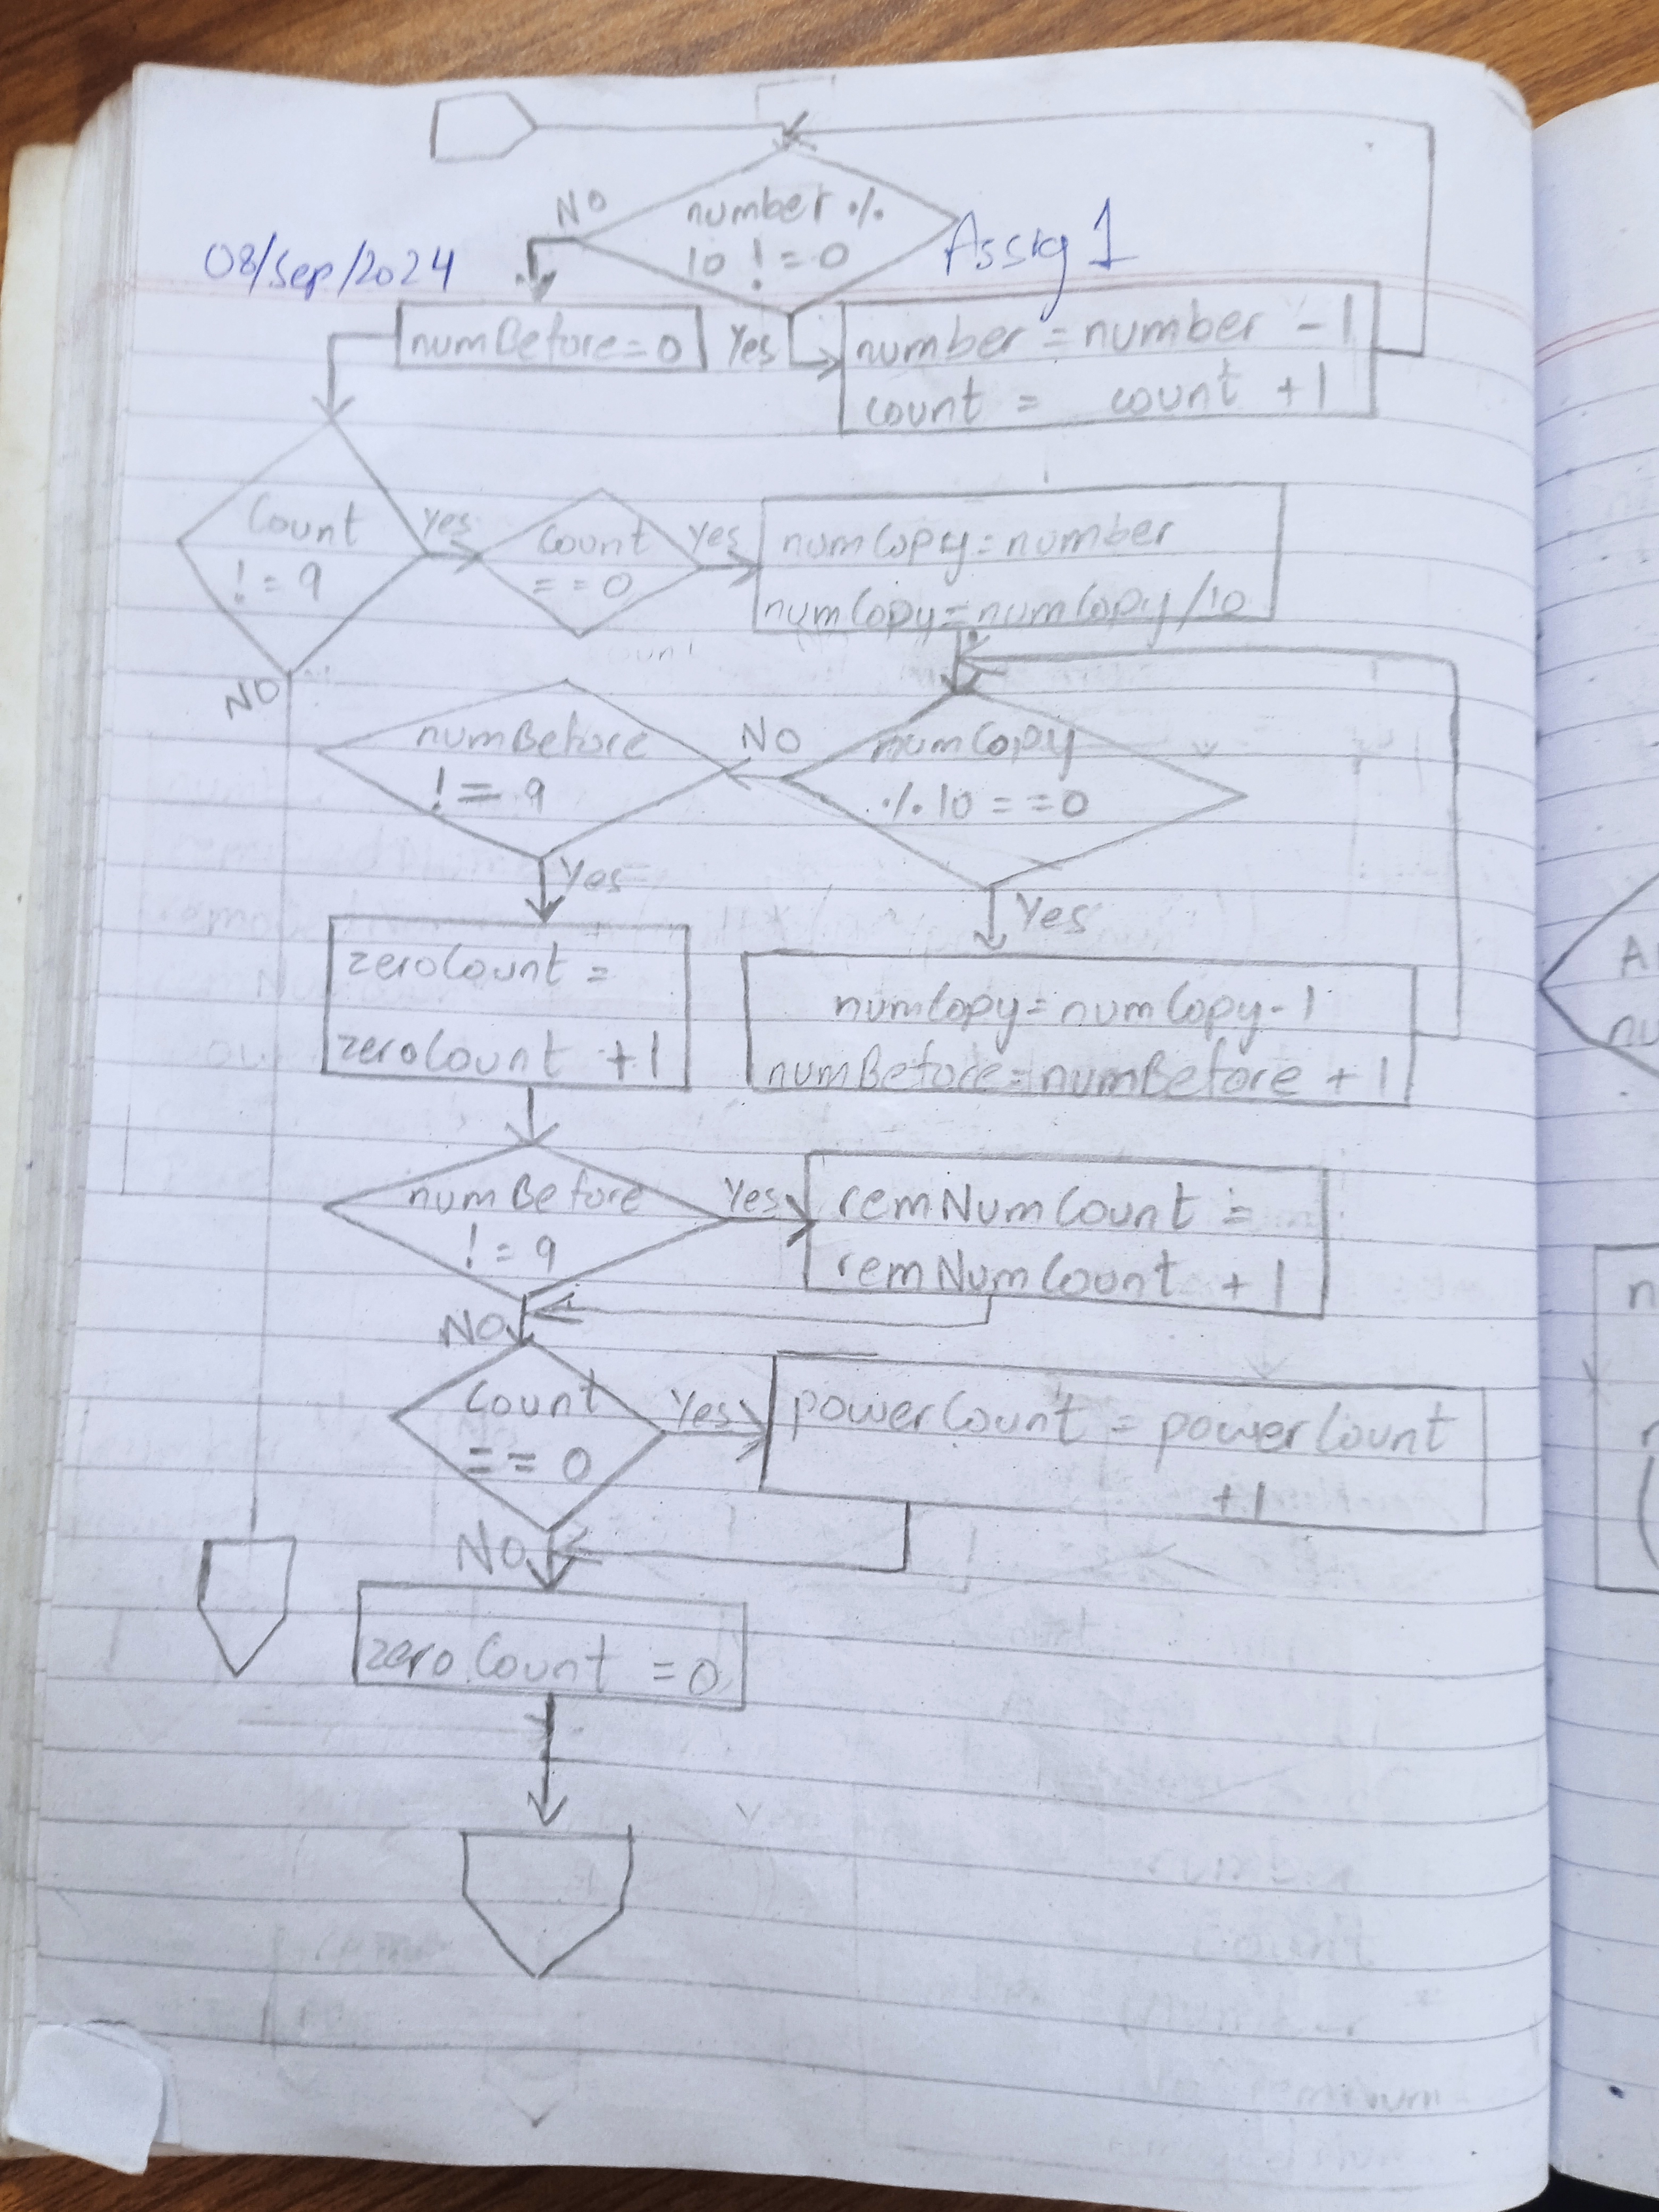 NO
number %
10 ! = 0
08/Sep/2024
Assig 1
numBefore = 0
Yes
number = number - 1
count = count + 1
Count
! = 9
Yes
Count
= = 0
Yes
numCopy = number
numCopy = numCopy / 10
NO
numBefore
! = 9
NO
numCopy
% 10 = = 0
Yes
Yes
zeroCount =
zeroCount + 1
numCopy = numCopy - 1
numBefore = numBefore + 1
numBefore
! = 9
Yes
remNumCount =
remNumCount + 1
NO
Count
= = 0
Yes
powerCount = powerCount
+ 1
NO
zeroCount = 0